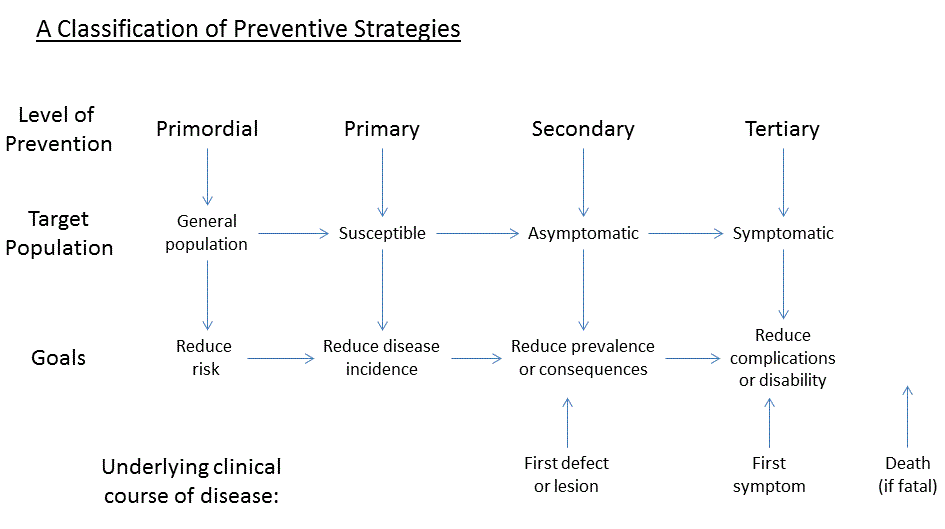 A Classification of Preventive Strategies
Level of
Prevention
Primordial
Primary
Secondary
Tertiary
Target
Population
General
population
Susceptible
Asymptomatic
Symptomatic
Goals
Reduce
risk
Reduce disease
incidence
Reduce prevalence
or consequences
Reduce
complications
or disability
Underlying clinical
course of disease:
First defect
or lesion
First
symptom
Death
(if fatal)